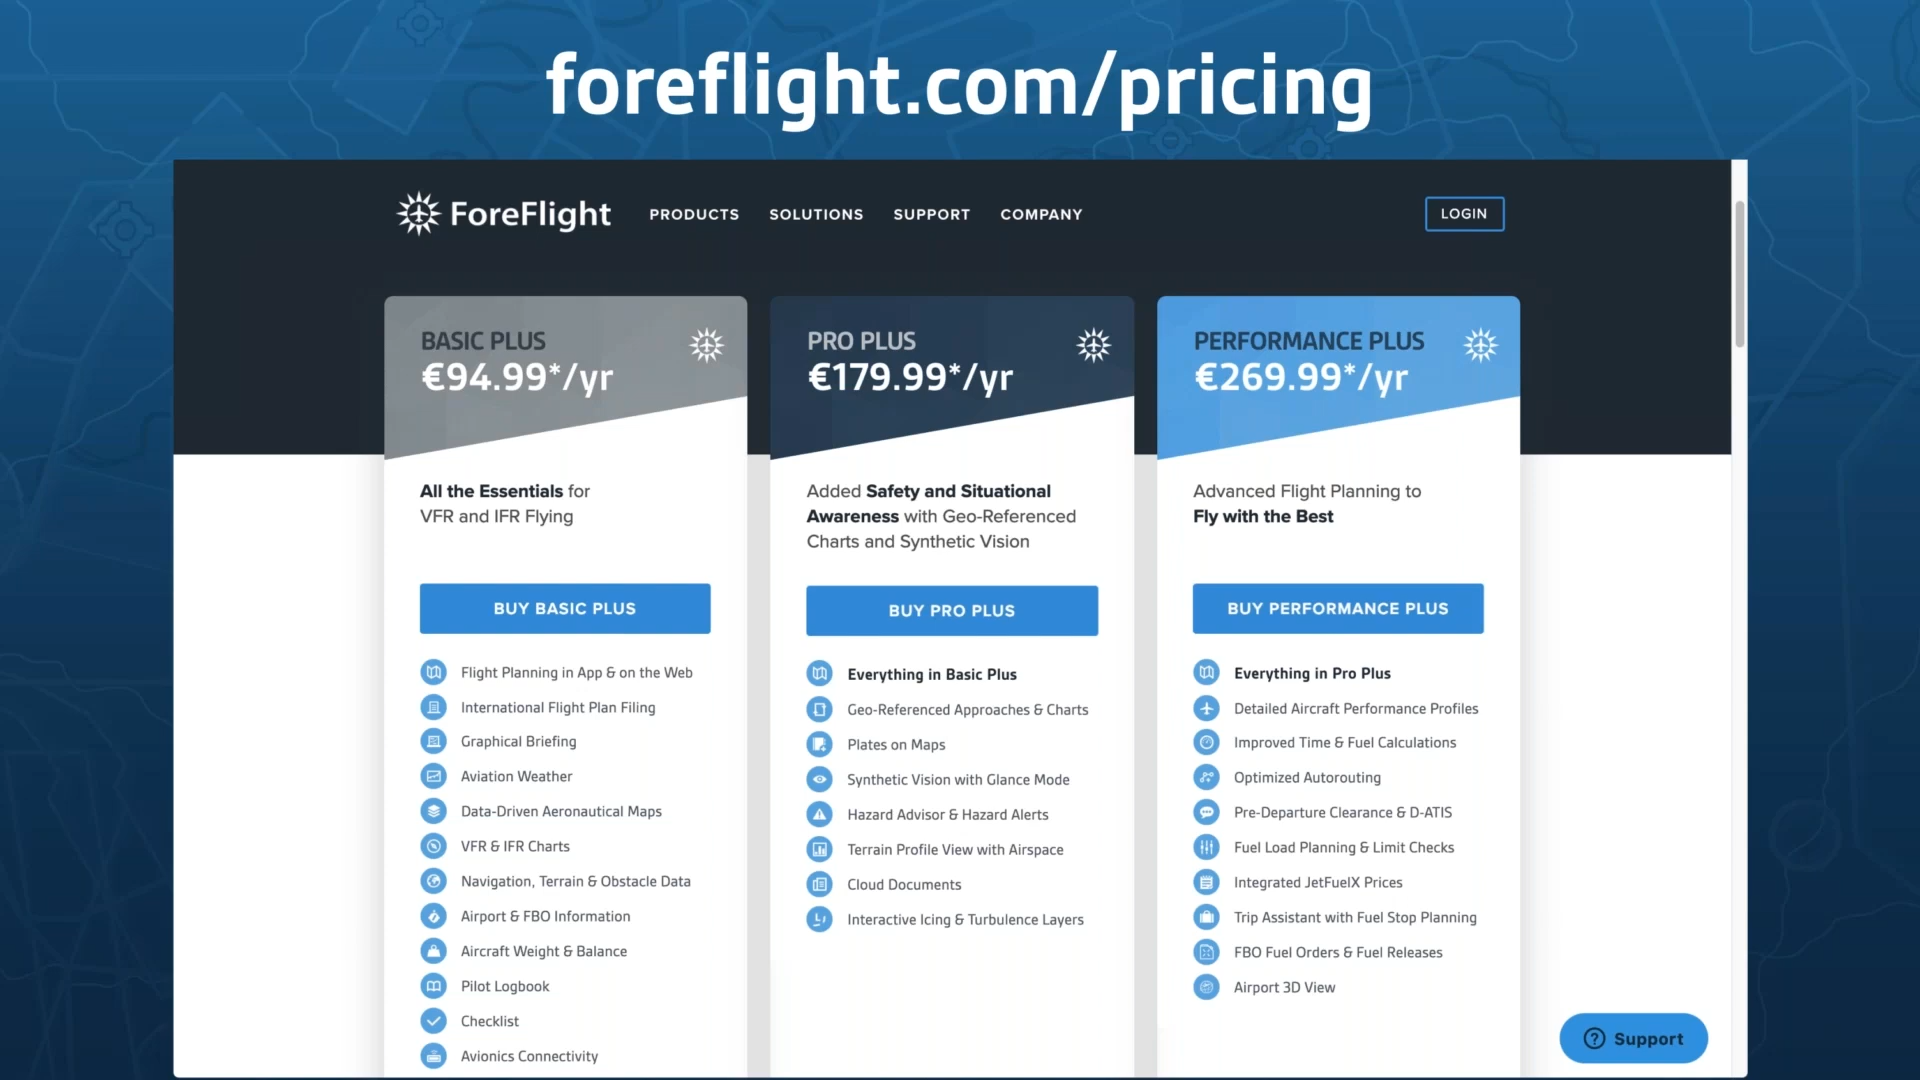 foreflight.com/pricing
ForeFlight
PRODUCTS
SOLUTIONS
SUPPORT
COMPANY
LOGIN
BASIC PLUS
€94.99*/yr
All the Essentials for
VFR and IFR Flying
BUY BASIC PLUS
Flight Planning in App & on the Web
International Flight Plan Filing
Graphical Briefing
Aviation Weather
Data-Driven Aeronautical Maps
VFR & IFR Charts
Navigation, Terrain & Obstacle Data
Airport & FBO Information
Aircraft Weight & Balance
Pilot Logbook
Checklist
Avionics Connectivity
PRO PLUS
€179.99*/yr
Added Safety and Situational
Awareness with Geo-Referenced
Charts and Synthetic Vision
BUY PRO PLUS
Everything in Basic Plus
Geo-Referenced Approaches & Charts
Plates on Maps
Synthetic Vision with Glance Mode
Hazard Advisor & Hazard Alerts
Terrain Profile View with Airspace
Cloud Documents
Interactive Icing & Turbulence Layers
PERFORMANCE PLUS
€269.99*/yr
Advanced Flight Planning to
Fly with the Best
BUY PERFORMANCE PLUS
Everything in Pro Plus
Detailed Aircraft Performance Profiles
Improved Time & Fuel Calculations
Optimized Autorouting
Pre-Departure Clearance & D-ATIS
Fuel Load Planning & Limit Checks
Integrated JetFuelX Prices
Trip Assistant with Fuel Stop Planning
FBO Fuel Orders & Fuel Releases
Airport 3D View
Support